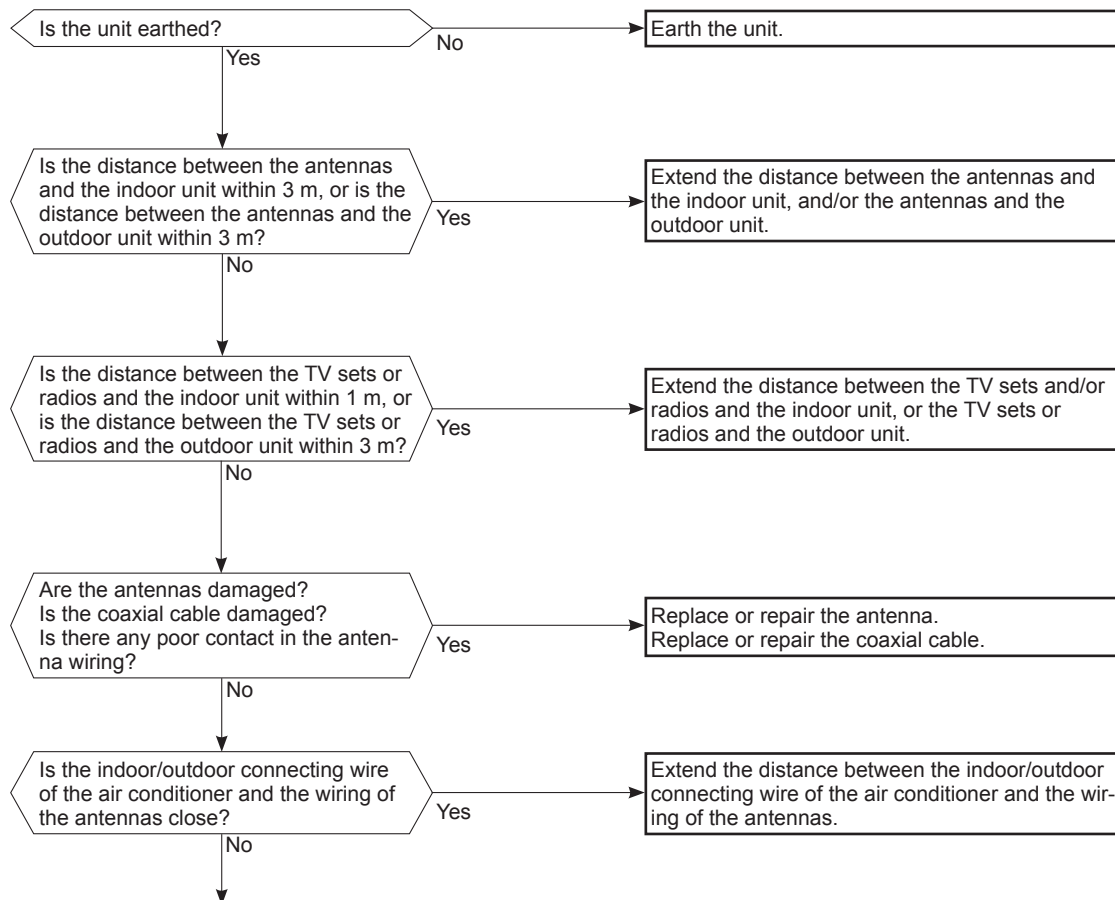 Is the unit earthed?
No
Earth the unit.
Yes
Is the distance between the antennas
and the indoor unit within 3 m, or is the
distance between the antennas and the
outdoor unit within 3 m?
Yes
Extend the distance between the antennas and
the indoor unit, and/or the antennas and the
outdoor unit.
No
Is the distance between the TV sets or
radios and the indoor unit within 1 m, or
is the distance between the TV sets or
radios and the outdoor unit within 3 m?
Yes
Extend the distance between the TV sets and/or
radios and the indoor unit, or the TV sets or
radios and the outdoor unit.
No
Are the antennas damaged?
Is the coaxial cable damaged?
Is there any poor contact in the anten-
na wiring?
Yes
Replace or repair the antenna.
Replace or repair the coaxial cable.
No
Is the indoor/outdoor connecting wire
of the air conditioner and the wiring of
the antennas close?
Yes
Extend the distance between the indoor/outdoor
connecting wire of the air conditioner and the wir-
ing of the antennas.
No